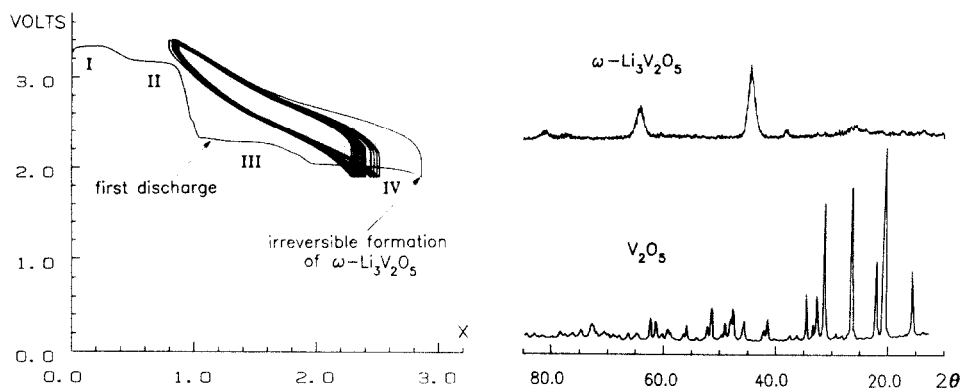 VOLTS
3.0
2.0
1.0
0.0
0.0
1.0
2.0
3.0
X
I
II
III
IV
first discharge
irreversible formation
of ω-Li₃V₂O₅
ω-Li₃V₂O₅
V₂O₅
80.0
60.0
40.0
20.0
2θ